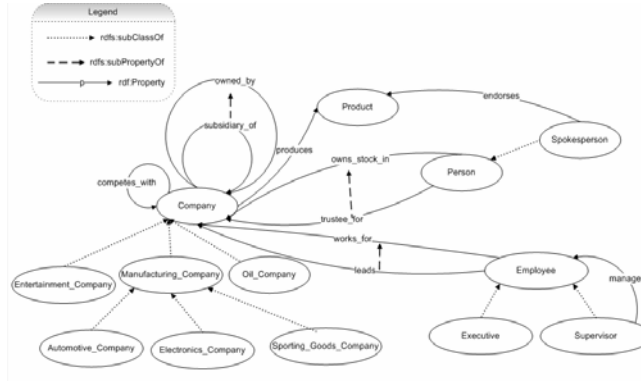 Legend
rdfs:subClassOf
rdfs:subPropertyOf
p
rdf:Property
owned_by
subsidiary_of
Product
endorses
Spokesperson
produces
owns_stock_in
Person
competes_with
Company
trustee_for
works_for
leads
Employee
manages
Entertainment_Company
Manufacturing_Company
Oil_Company
Executive
Supervisor
Automotive_Company
Electronics_Company
Sporting_Goods_Company